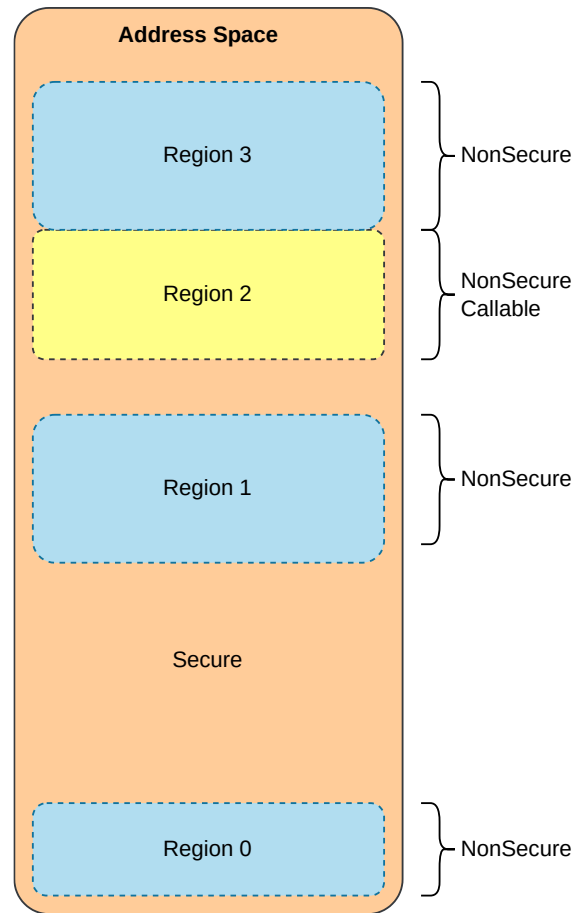 Address Space
Region 3
NonSecure
Region 2
NonSecure
Callable
Region 1
NonSecure
Secure
Region 0
NonSecure